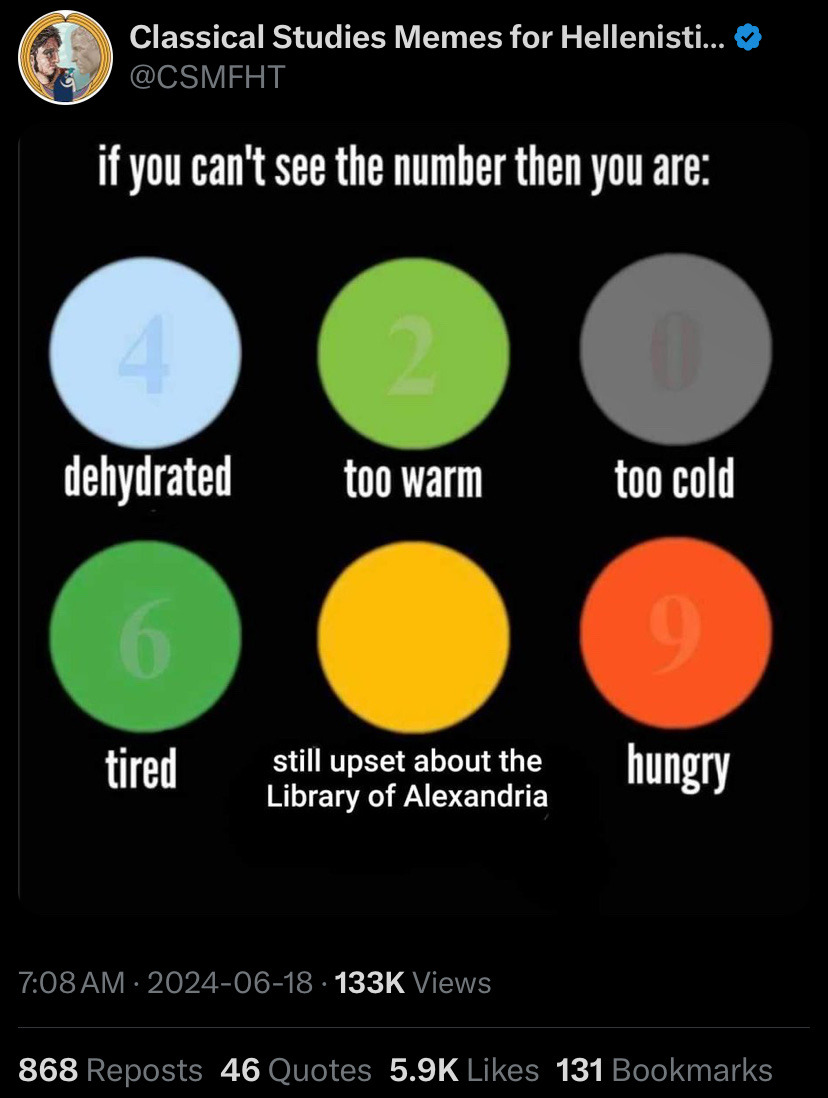 Classical Studies Memes for Hellenisti...
@CSMFHT
if you can't see the number then you are:
4 2 0
dehydrated too warm too cold
6 9
tired still upset about the hungry
Library of Alexandria
7:08 AM · 2024-06-18 · 133K Views
868 Reposts 46 Quotes 5.9K Likes 131 Bookmarks